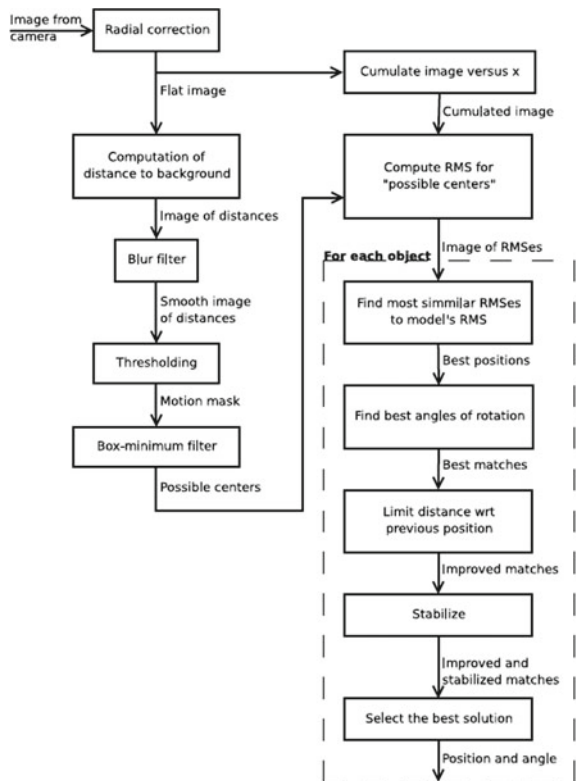 Image from
camera
Radial correction
Flat image
Cumulate image versus x
Cumulated image
Computation of
distance to background
Image of distances
Blur filter
Smooth image
of distances
Thresholding
Motion mask
Box-minimum filter
Possible centers
Compute RMS for
"possible centers"
Image of RMSes
For each object
Find most simmilar RMSes
to model's RMS
Best positions
Find best angles of rotation
Best matches
Limit distance wrt
previous position
Improved matches
Stabilize
Improved and
stabilized matches
Select the best solution
Position and angle